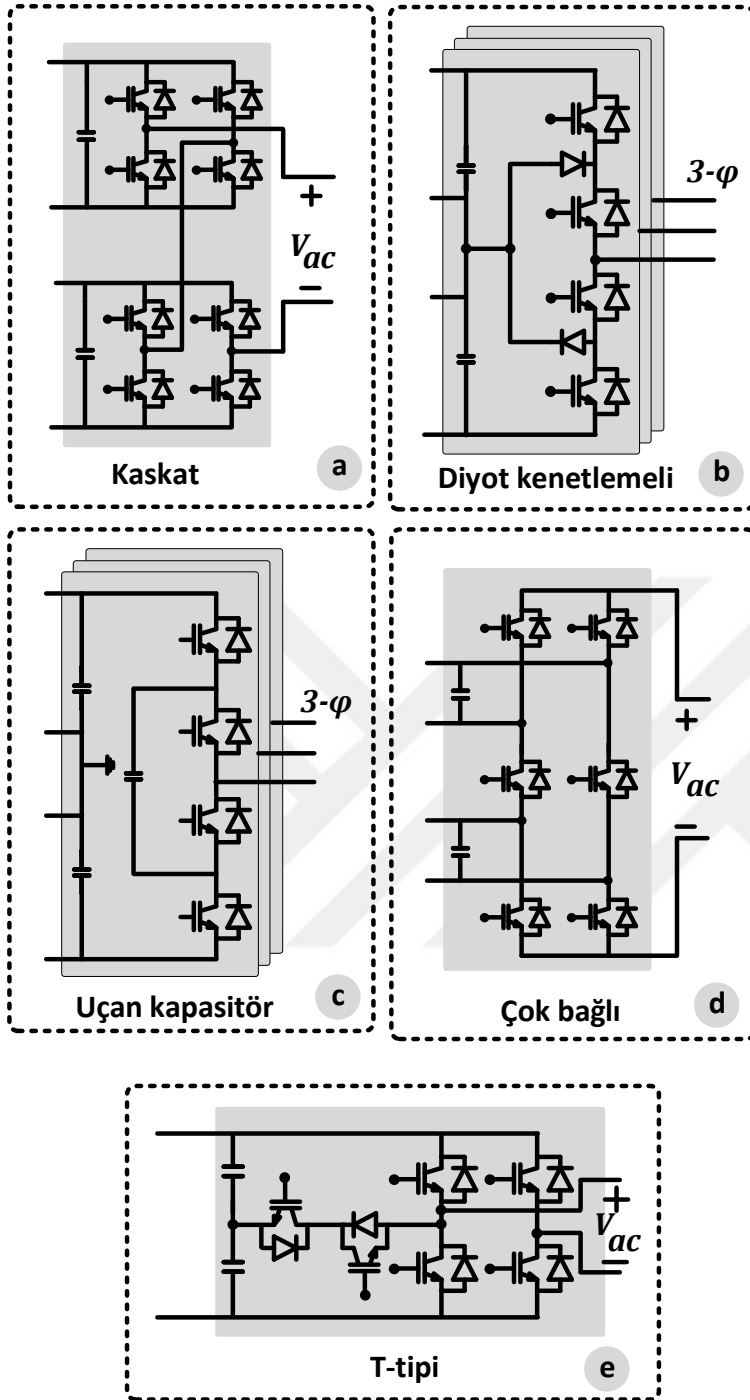 +
V_ac
−
Kaskat
a
3-φ
Diyot kenetlemeli
b
3-φ
Uçan kapasitör
c
+
V_ac
−
Çok bağlı
d
+
V_ac
−
T-tipi
e